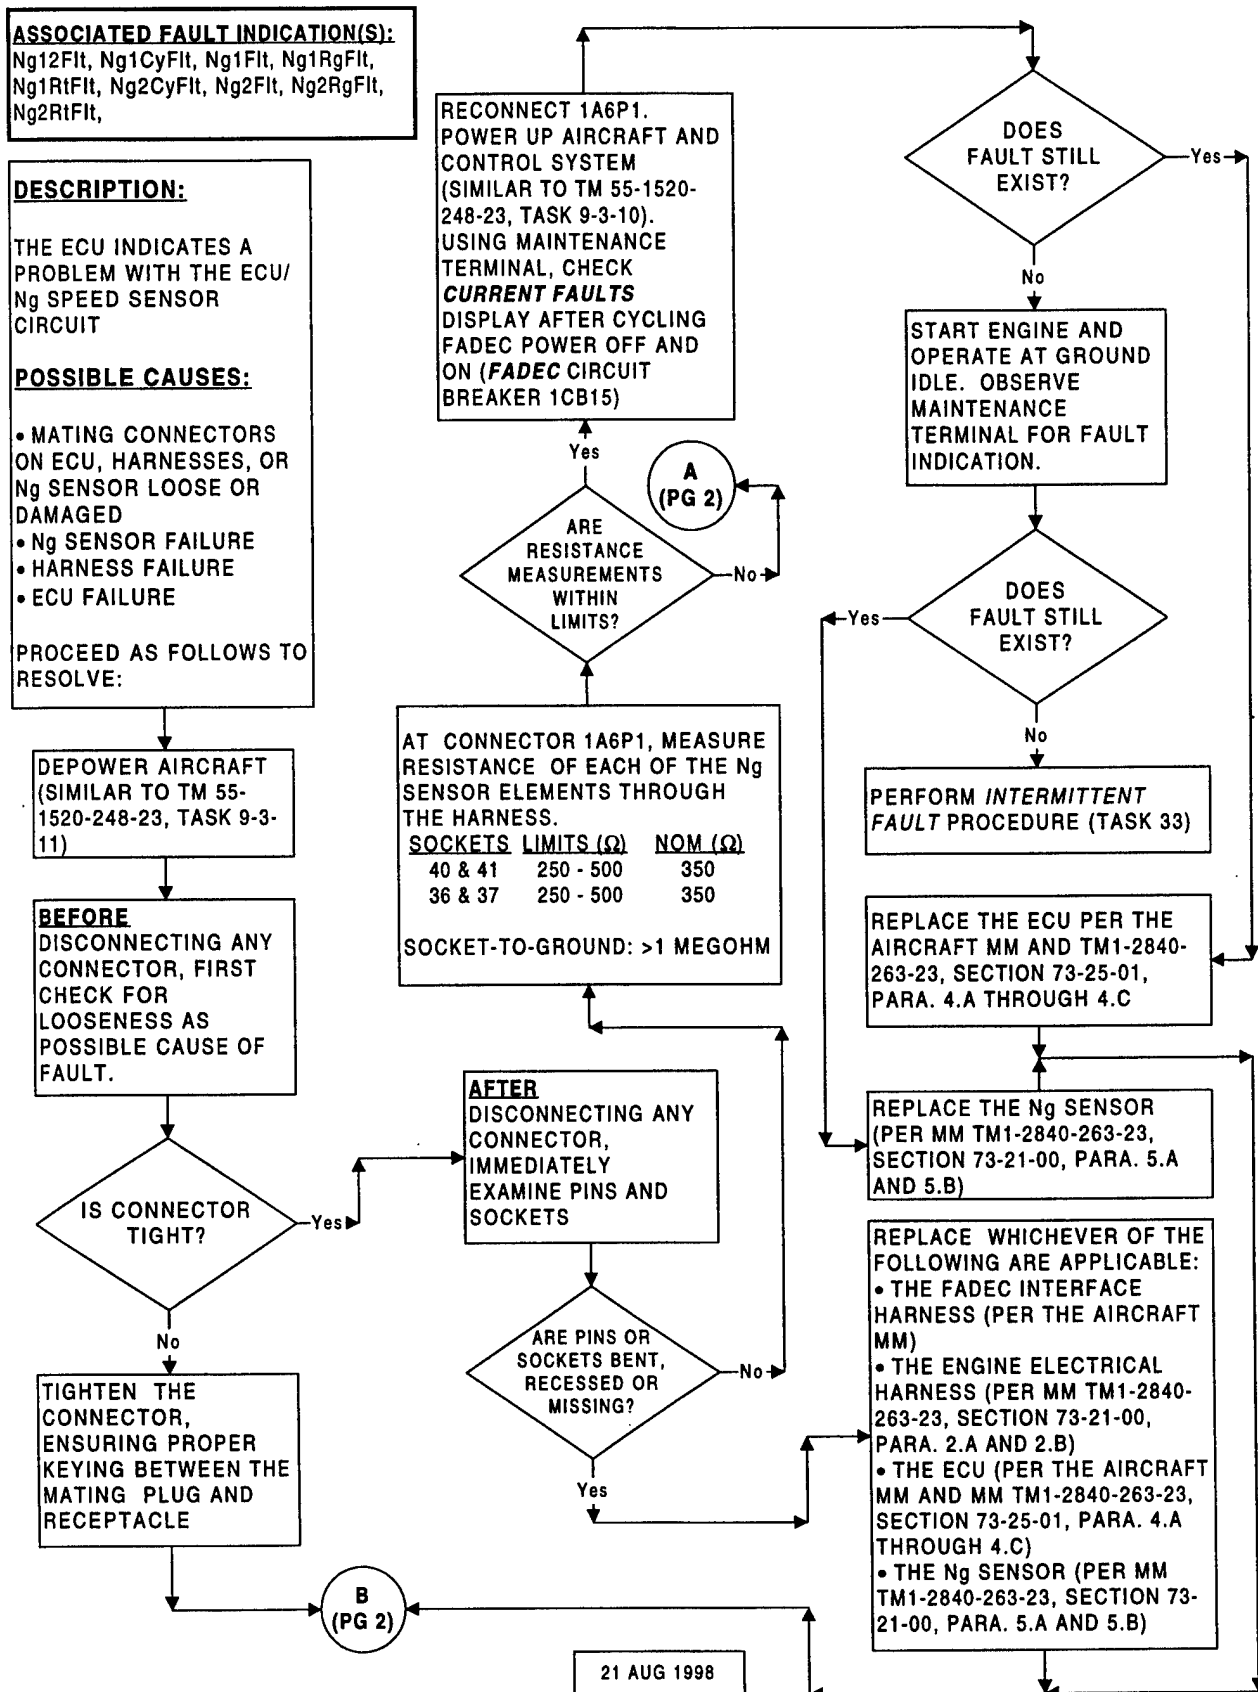 ASSOCIATED FAULT INDICATION(S):
Ng12Flt, Ng1CyFlt, Ng1Flt, Ng1RgFlt,
Ng1RtFlt, Ng2CyFlt, Ng2Flt, Ng2RgFlt,
Ng2RtFlt,
DESCRIPTION:
THE ECU INDICATES A
PROBLEM WITH THE ECU/
Ng SPEED SENSOR
CIRCUIT
POSSIBLE CAUSES:
• MATING CONNECTORS
ON ECU, HARNESSES, OR
Ng SENSOR LOOSE OR
DAMAGED
• Ng SENSOR FAILURE
• HARNESS FAILURE
• ECU FAILURE
PROCEED AS FOLLOWS TO
RESOLVE:
DEPOWER AIRCRAFT
(SIMILAR TO TM 55-
1520-248-23, TASK 9-3-
11)
BEFORE
DISCONNECTING ANY
CONNECTOR, FIRST
CHECK FOR
LOOSENESS AS
POSSIBLE CAUSE OF
FAULT.
IS CONNECTOR
TIGHT?
Yes
No
TIGHTEN THE
CONNECTOR,
ENSURING PROPER
KEYING BETWEEN THE
MATING PLUG AND
RECEPTACLE
B
(PG 2)
RECONNECT 1A6P1.
POWER UP AIRCRAFT AND
CONTROL SYSTEM
(SIMILAR TO TM 55-1520-
248-23, TASK 9-3-10).
USING MAINTENANCE
TERMINAL, CHECK
CURRENT FAULTS
DISPLAY AFTER CYCLING
FADEC POWER OFF AND
ON (FADEC CIRCUIT
BREAKER 1CB15)
Yes
A
(PG 2)
ARE
RESISTANCE
MEASUREMENTS
WITHIN
LIMITS?
No
AT CONNECTOR 1A6P1, MEASURE
RESISTANCE OF EACH OF THE Ng
SENSOR ELEMENTS THROUGH
THE HARNESS.
SOCKETS LIMITS (Ω) NOM (Ω)
40 & 41 250 - 500 350
36 & 37 250 - 500 350
SOCKET-TO-GROUND: >1 MEGOHM
AFTER
DISCONNECTING ANY
CONNECTOR,
IMMEDIATELY
EXAMINE PINS AND
SOCKETS
ARE PINS OR
SOCKETS BENT,
RECESSED OR
MISSING?
No
Yes
21 AUG 1998
DOES
FAULT STILL
EXIST?
Yes
No
START ENGINE AND
OPERATE AT GROUND
IDLE. OBSERVE
MAINTENANCE
TERMINAL FOR FAULT
INDICATION.
DOES
FAULT STILL
EXIST?
Yes
No
PERFORM INTERMITTENT
FAULT PROCEDURE (TASK 33)
REPLACE THE ECU PER THE
AIRCRAFT MM AND TM1-2840-
263-23, SECTION 73-25-01,
PARA. 4.A THROUGH 4.C
REPLACE THE Ng SENSOR
(PER MM TM1-2840-263-23,
SECTION 73-21-00, PARA. 5.A
AND 5.B)
REPLACE WHICHEVER OF THE
FOLLOWING ARE APPLICABLE:
• THE FADEC INTERFACE
HARNESS (PER THE AIRCRAFT
MM)
• THE ENGINE ELECTRICAL
HARNESS (PER MM TM1-2840-
263-23, SECTION 73-21-00,
PARA. 2.A AND 2.B)
• THE ECU (PER THE AIRCRAFT
MM AND MM TM1-2840-263-23,
SECTION 73-25-01, PARA. 4.A
THROUGH 4.C)
• THE Ng SENSOR (PER MM
TM1-2840-263-23, SECTION 73-
21-00, PARA. 5.A AND 5.B)